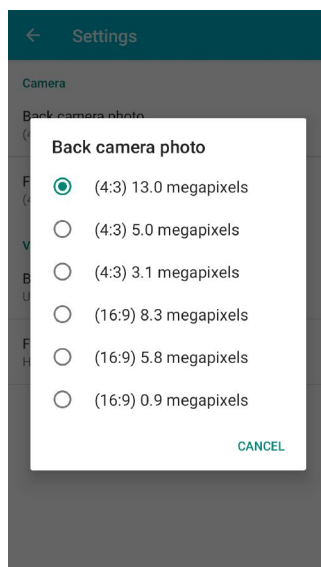 Settings
Camera
Back camera photo
Back camera photo
(4:3) 13.0 megapixels
(4:3) 5.0 megapixels
(4:3) 3.1 megapixels
(16:9) 8.3 megapixels
(16:9) 5.8 megapixels
(16:9) 0.9 megapixels
CANCEL